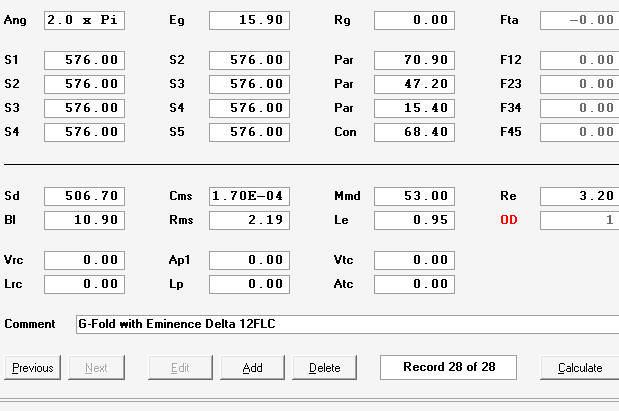 Ang 2.0 x Pi Eg 15.90 Rg 0.00 Fta -0.00
S1 576.00 S2 576.00 Par 70.90 F12 0.00
S2 576.00 S3 576.00 Par 47.20 F23 0.00
S3 576.00 S4 576.00 Par 15.40 F34 0.00
S4 576.00 S5 576.00 Con 68.40 F45 0.00
Sd 506.70 Cms 1.70E-04 Mmd 53.00 Re 3.20
Bl 10.90 Rms 2.19 Le 0.95 OD 1
Vrc 0.00 Ap1 0.00 Vtc 0.00
Lrc 0.00 Lp 0.00 Atc 0.00
Comment G-Fold with Eminence Delta 12FLC
Previous Next Edit Add Delete Record 28 of 28 Calculate